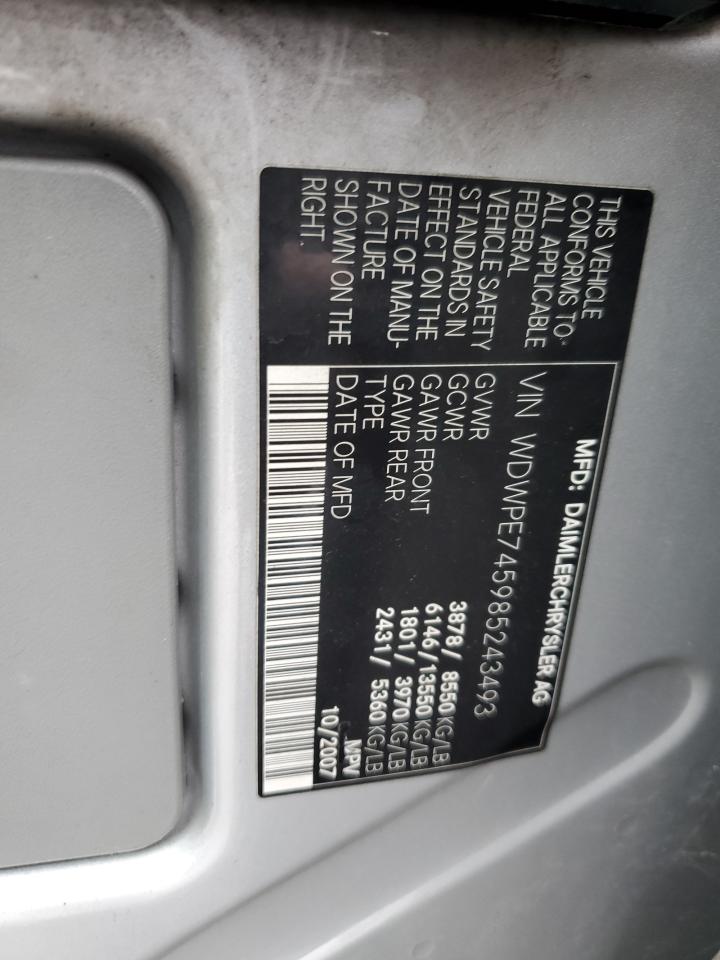 THIS VEHICLE
CONFORMS TO
ALL APPLICABLE
FEDERAL
VEHICLE SAFETY
STANDARDS IN
EFFECT ON THE
DATE OF MANU-
FACTURE
SHOWN ON THE
RIGHT
MFD: DAIMLERCHRYSLER AG
VIN WDWPE745985243493
GVWR 3878/ 8550 KG/LB
GCWR 6146/13550 KG/LB
GAWR FRONT 1801/ 3970 KG/LB
GAWR REAR 2431/ 5360 KG/LB
TYPE MPV
DATE OF MFD 10/2007